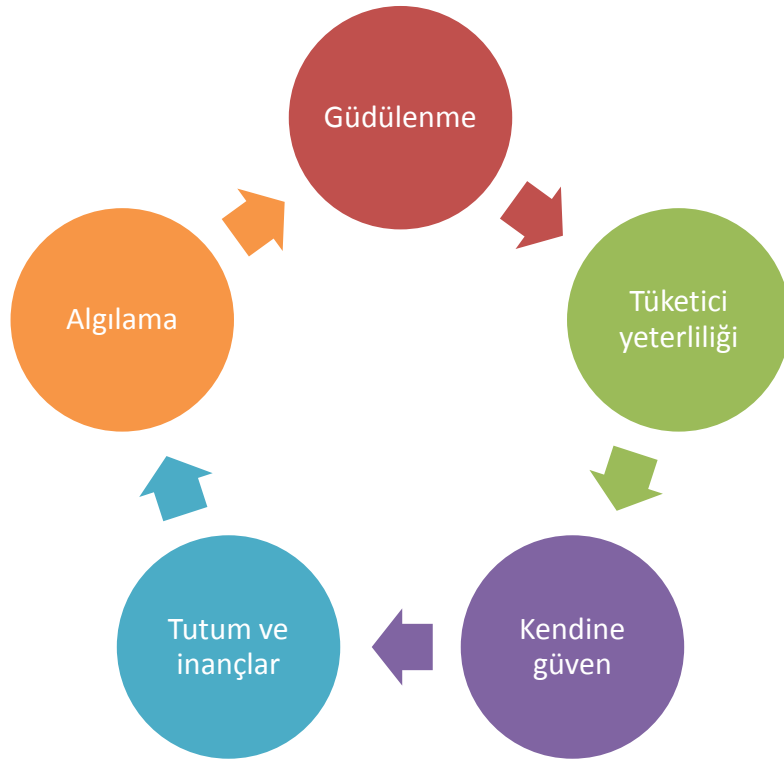 Güdülenme
Tüketici
yeterliliği
Kendine
güven
Tutum ve
inançlar
Algılama